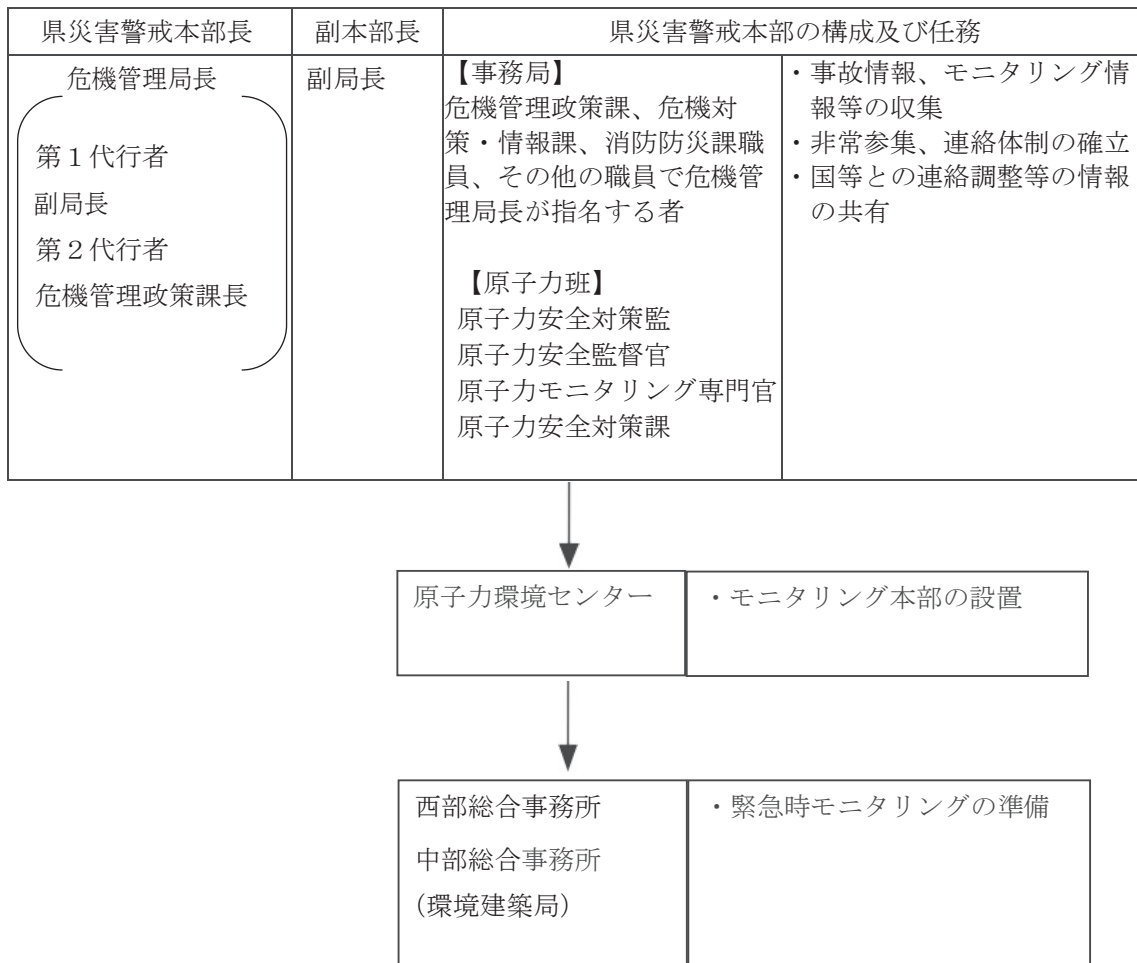 県災害警戒本部長
副本部長
県災害警戒本部の構成及び任務
危機管理局長
第１代行者
副局長
第２代行者
危機管理政策課長
副局長
【事務局】
危機管理政策課、危機対
策・情報課、消防防災課職
員、その他の職員で危機管
理局長が指名する者
【原子力班】
原子力安全対策監
原子力安全監督官
原子力モニタリング専門官
原子力安全対策課
・事故情報、モニタリング情
報等の収集
・非常参集、連絡体制の確立
・国等との連絡調整等の情報
の共有
原子力環境センター
・モニタリング本部の設置
西部総合事務所
中部総合事務所
(環境建築局)
・緊急時モニタリングの準備